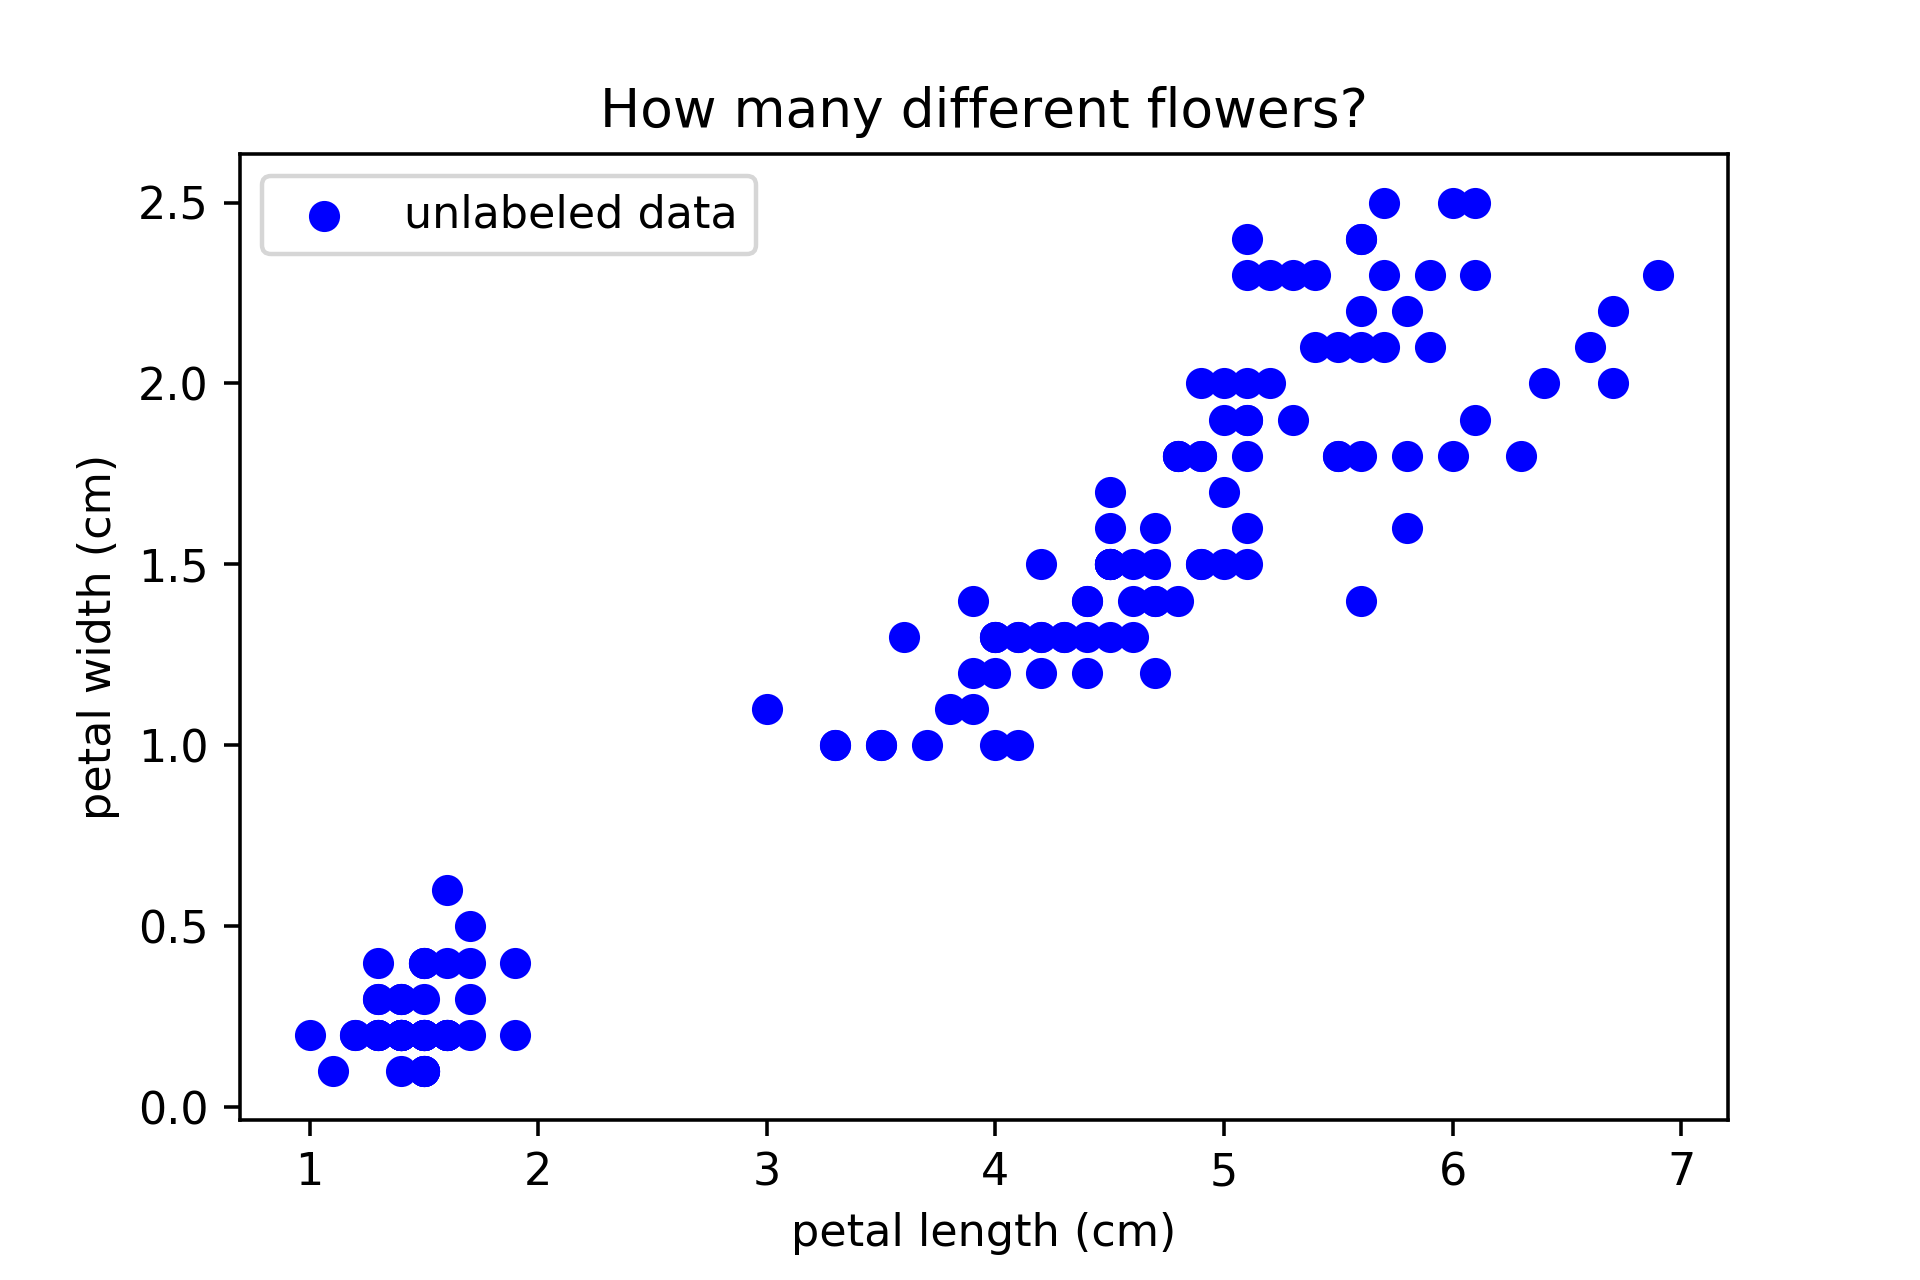 How many different flowers?
unlabeled data
2.5
2.0
1.5
1.0
0.5
0.0
petal width (cm)
1 2 3 4 5 6 7
petal length (cm)